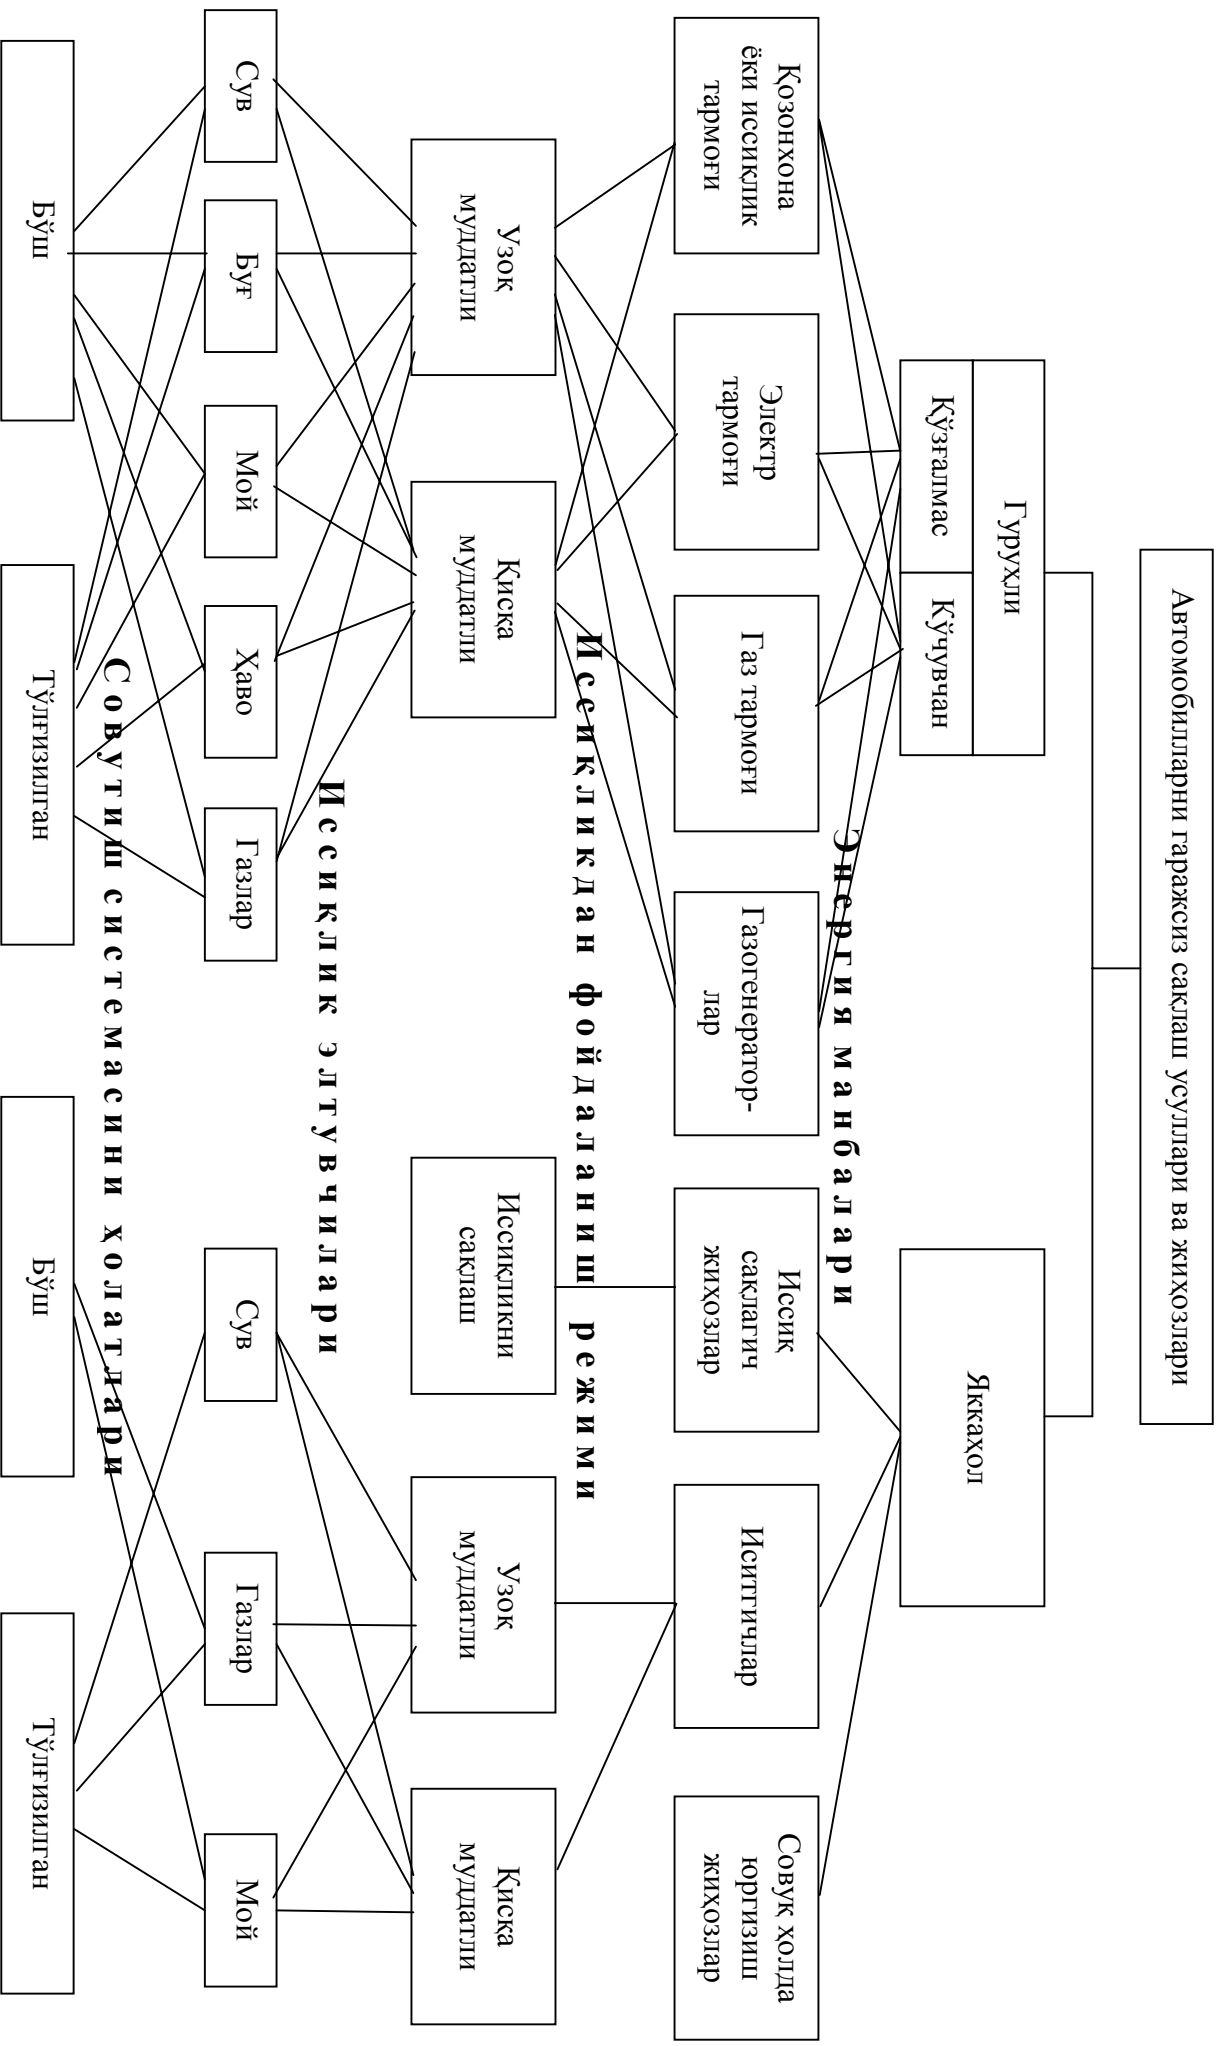 Автомобилларни гаражсиз сақлаш усуллари ва жиҳозлари
Гуруҳли
Қўзғалмас
Кўчувчан
Яккаҳол
Энергия манбалари
Қозонхона
ёки иссиқлик
тармоғи
Электр
тармоғи
Газ тармоғи
Газогенератор-
лар
Иссиқ
сақлагич
жиҳозлар
Иситгичлар
Совуқ ҳолда
юргизиш
жиҳозлар
Иссиқликдан фойдаланиш режими
Узоқ
муддатли
Қисқа
муддатли
Иссиқликни
сақлаш
Узоқ
муддатли
Қисқа
муддатли
Иссиқлик элтувчилари
Сув
Буғ
Мой
Ҳаво
Газлар
Сув
Газлар
Мой
Совутиш системасини ҳолатлари
Бўш
Тўлғизилган
Бўш
Тўлғизилган